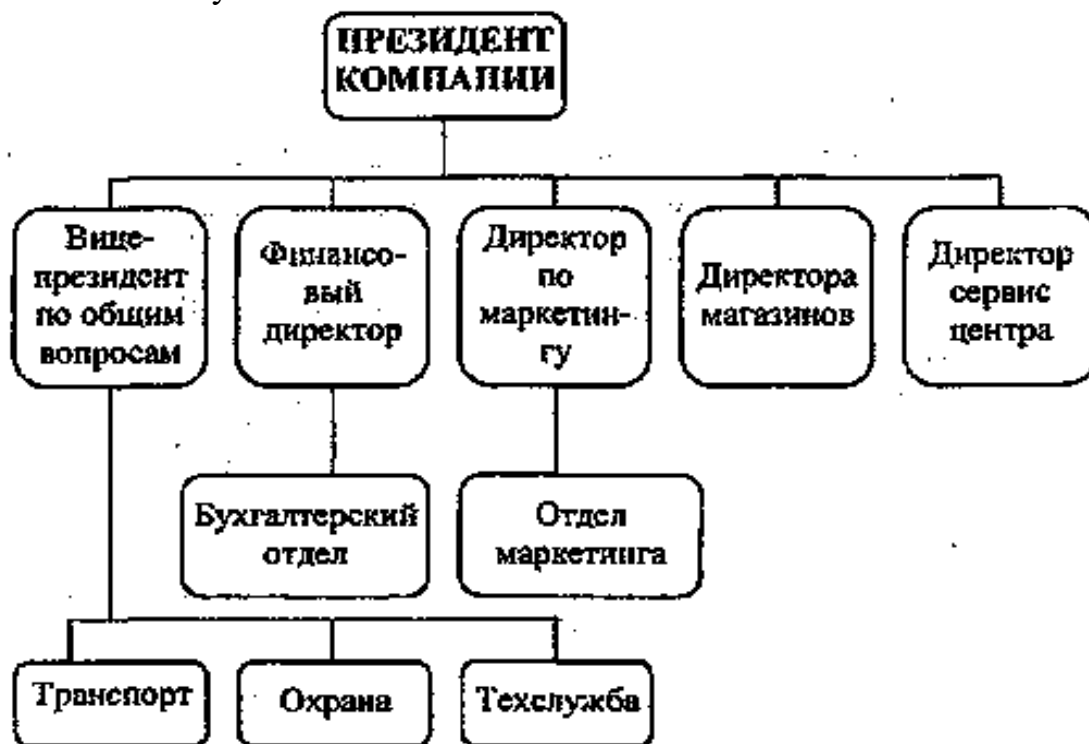 ПРЕЗИДЕНТ
КОМПАПИИ
Вице-
президент
по общим
вопросам
Финансо-
вый
директор
Директор
по
маркетин-
гу
Директора
магазинов
Директор
сервис
центра
Бухгалтерский
отдел
Отдел
маркетинга
Транспорт
Охрана
Техслужба